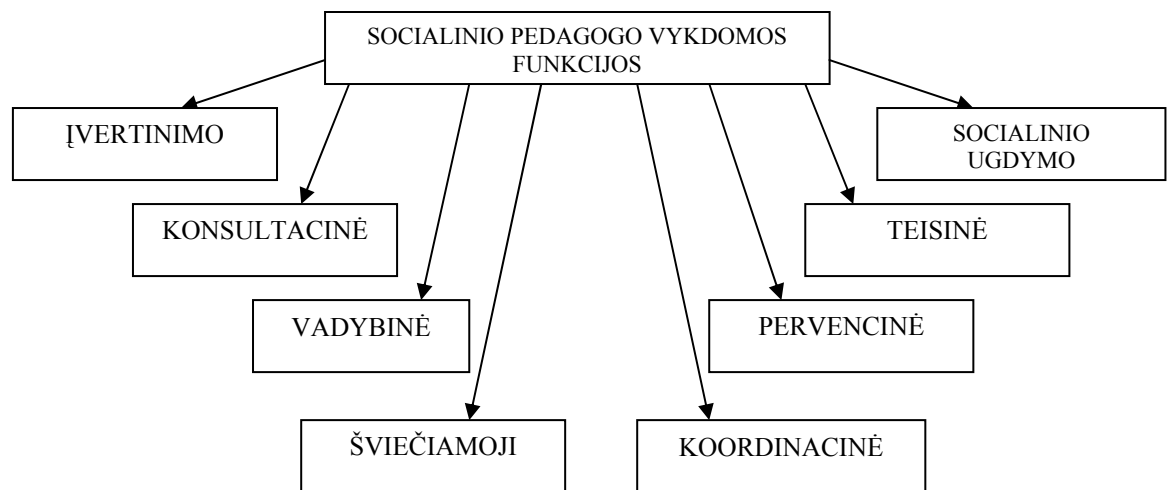 SOCIALINIO PEDAGOGO VYKDOMOS
FUNKCIJOS
ĮVERTINIMO
SOCIALINIO
UGDYMO
KONSULTACINĖ
TEISINĖ
VADYBINĖ
PERVENCINĖ
ŠVIEČIAMOJI
KOORDINACINĖ